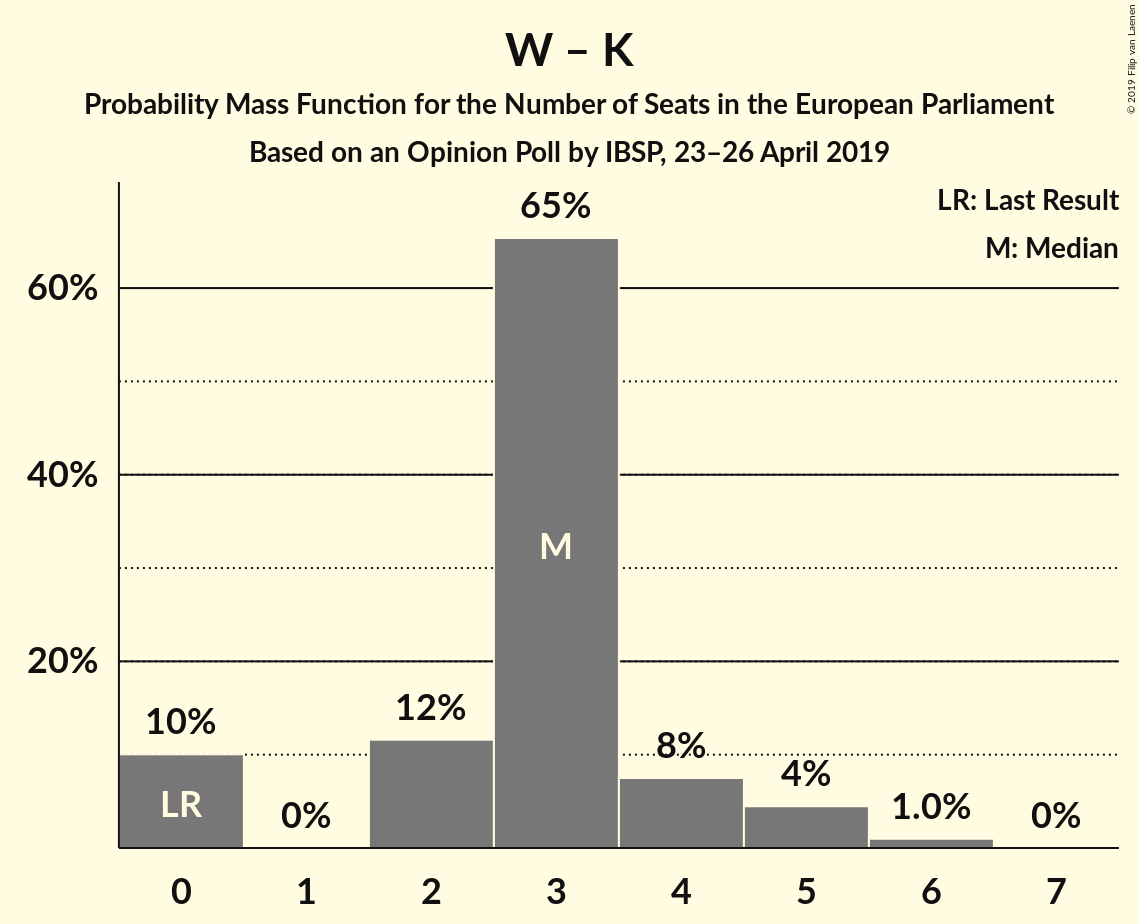 W – K
Probability Mass Function for the Number of Seats in the European Parliament
Based on an Opinion Poll by IBSP, 23–26 April 2019
© 2019 Filip van Laenen
LR: Last Result
M: Median
65%
60%
40%
M
20%
10%
12%
8%
4%
LR
0%
1.0%
0%
0 1 2 3 4 5 6 7